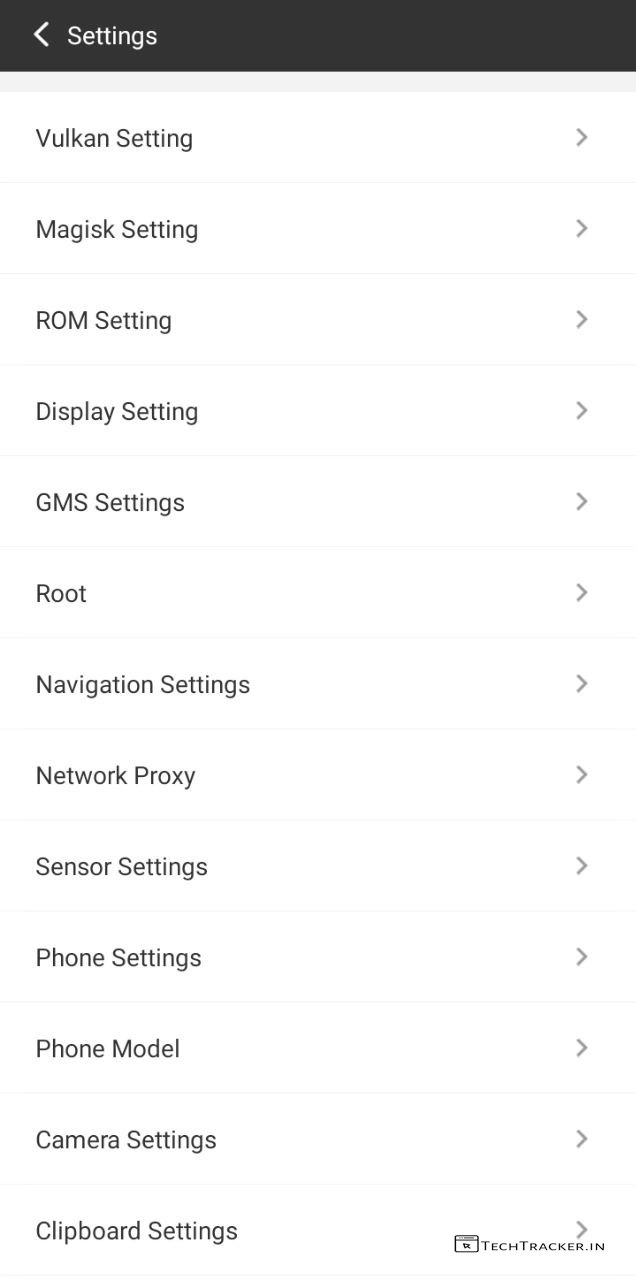 Settings
Vulkan Setting
Magisk Setting
ROM Setting
Display Setting
GMS Settings
Root
Navigation Settings
Network Proxy
Sensor Settings
Phone Settings
Phone Model
Camera Settings
Clipboard Settings
TECHTRACKER.IN